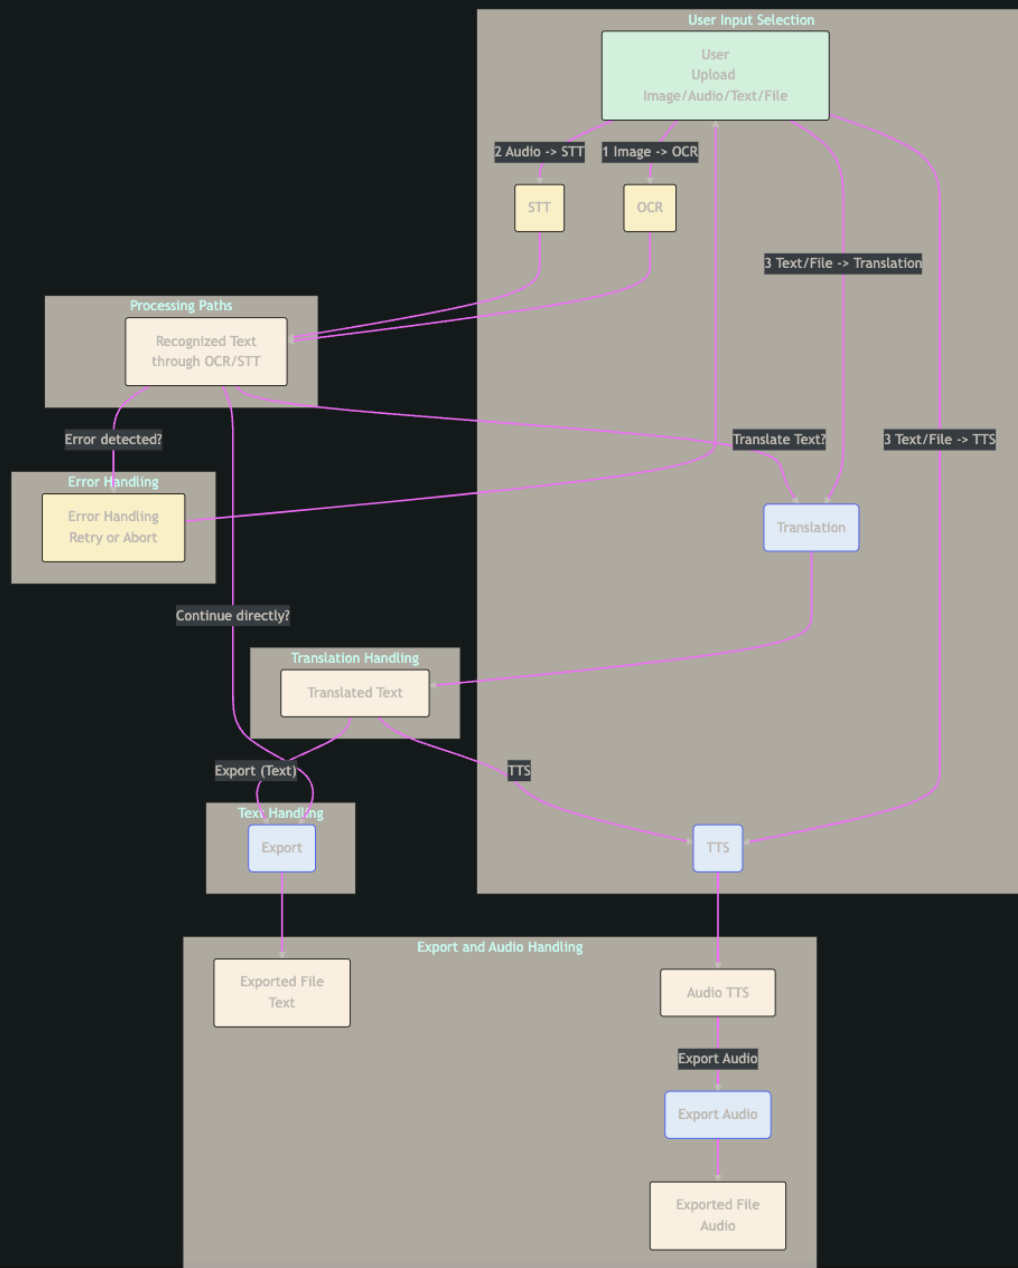 User Input Selection
User
Upload
Image/Audio/Text/File
2 Audio -> STT
1 Image -> OCR
STT
OCR
3 Text/File -> Translation
Processing Paths
Recognized Text
through OCR/STT
Error detected?
Translate Text?
3 Text/File -> TTS
Error Handling
Error Handling
Retry or Abort
Translation
Continue directly?
Translation Handling
Translated Text
Export (Text)
TTS
Text Handling
Export
TTS
Export and Audio Handling
Exported File
Text
Audio TTS
Export Audio
Export Audio
Exported File
Audio